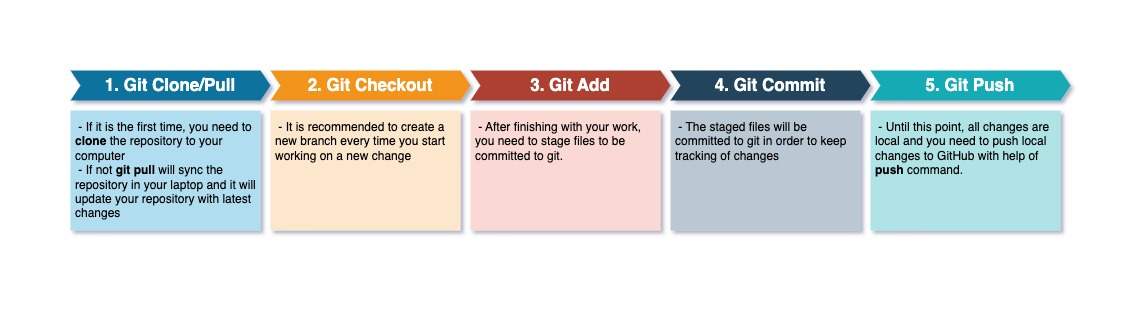 1. Git Clone/Pull
2. Git Checkout
3. Git Add
4. Git Commit
5. Git Push
- If it is the first time, you need to
clone the repository to your
computer
- If not git pull will sync the
repository in your laptop and it will
update your repository with latest
changes
- It is recommended to create a
new branch every time you start
working on a new change
- After finishing with your work,
you need to stage files to be
committed to git.
- The staged files will be
committed to git in order to keep
tracking of changes
- Until this point, all changes are
local and you need to push local
changes to GitHub with help of
push command.